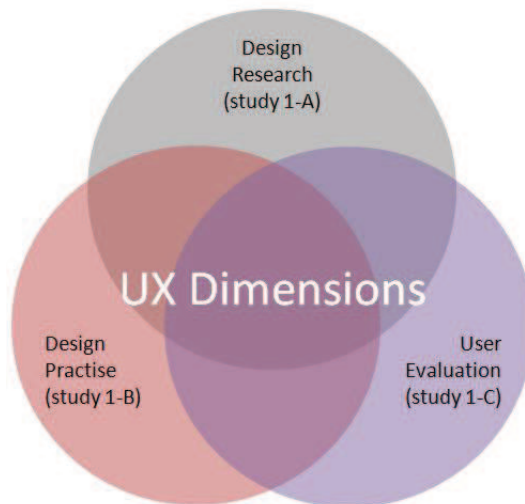 Design
Research
(study 1-A)
UX Dimensions
Design
Practise
(study 1-B)
User
Evaluation
(study 1-C)